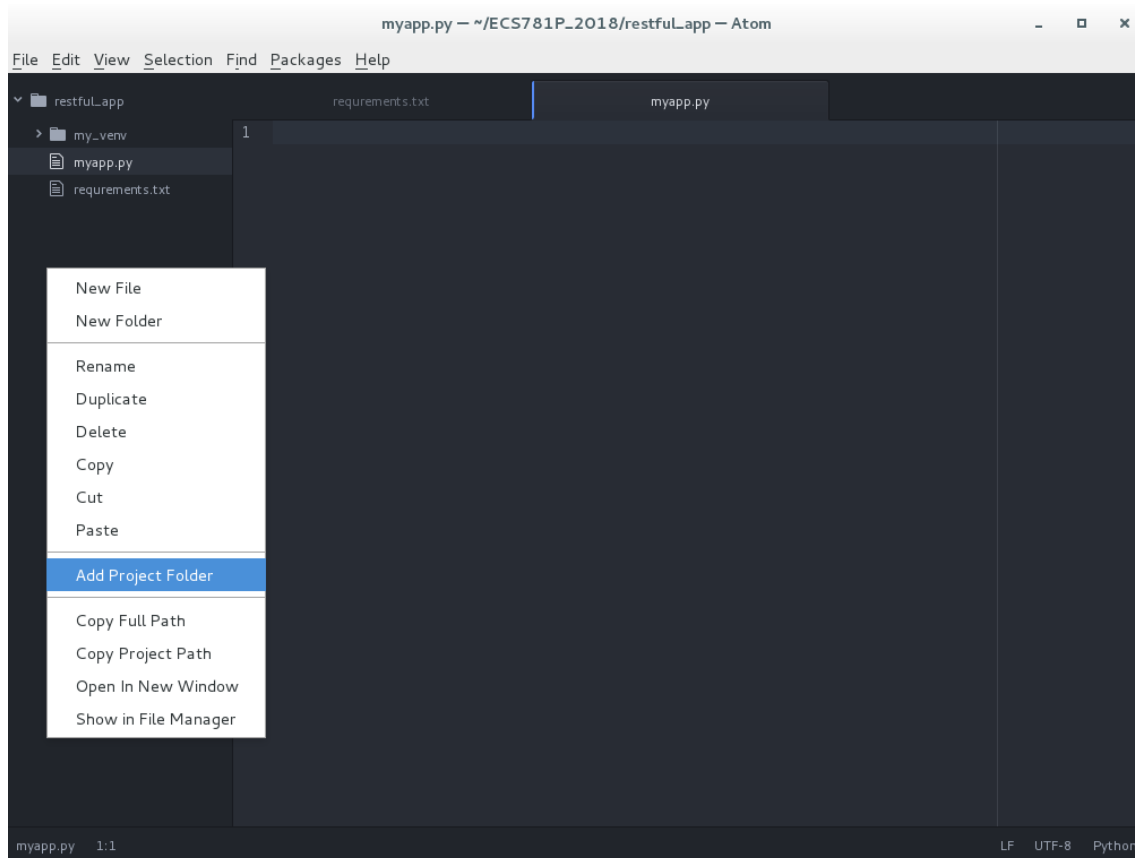 myapp.py — ~/ECS781P_2018/restful_app — Atom
File Edit View Selection Find Packages Help
restful_app
requrements.txt
myapp.py
my_venv
1
myapp.py
requrements.txt
New File
New Folder
Rename
Duplicate
Delete
Copy
Cut
Paste
Add Project Folder
Copy Full Path
Copy Project Path
Open In New Window
Show in File Manager
myapp.py 1:1 LF UTF-8 Python